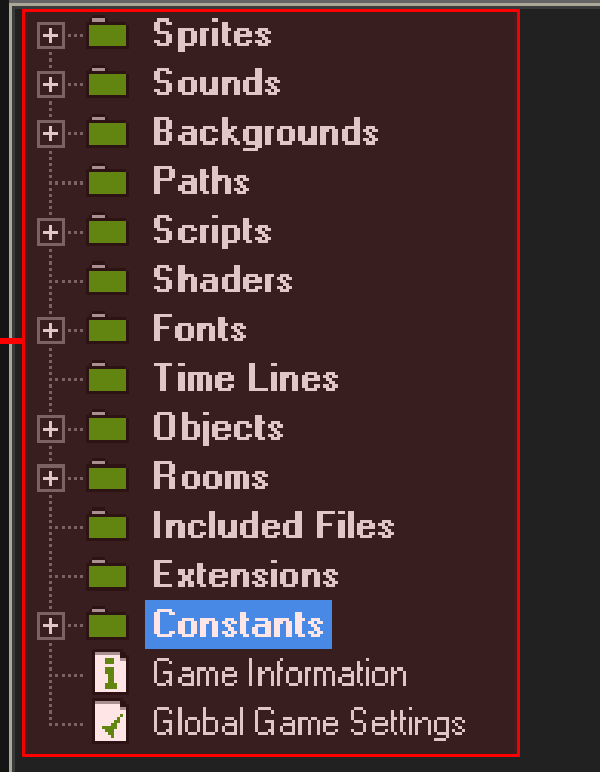 Sprites
Sounds
Backgrounds
Paths
Scripts
Shaders
Fonts
Time Lines
Objects
Rooms
Included Files
Extensions
Constants
Game Information
Global Game Settings